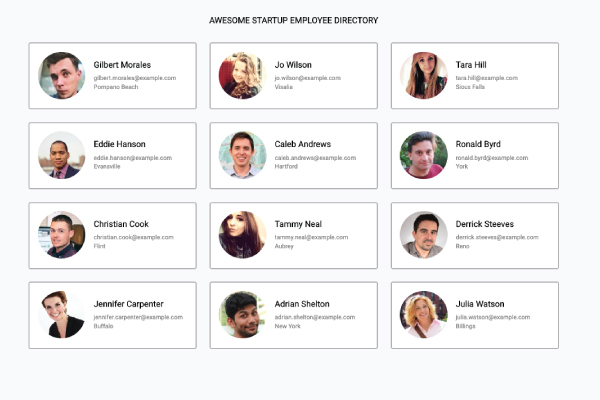 AWESOME STARTUP EMPLOYEE DIRECTORY
Gilbert Morales
gilbert.morales@example.com
Pompano Beach
Jo Wilson
jo.wilson@example.com
Visalia
Tara Hill
tara.hill@example.com
Sioux Falls
Eddie Hanson
eddie.hanson@example.com
Evansville
Caleb Andrews
caleb.andrews@example.com
Hartford
Ronald Byrd
ronald.byrd@example.com
York
Christian Cook
christian.cook@example.com
Flint
Tammy Neal
tammy.neal@example.com
Aubrey
Derrick Steeves
derrick.steeves@example.com
Reno
Jennifer Carpenter
jennifer.carpenter@example.com
Buffalo
Adrian Shelton
adrian.shelton@example.com
New York
Julia Watson
julia.watson@example.com
Billings